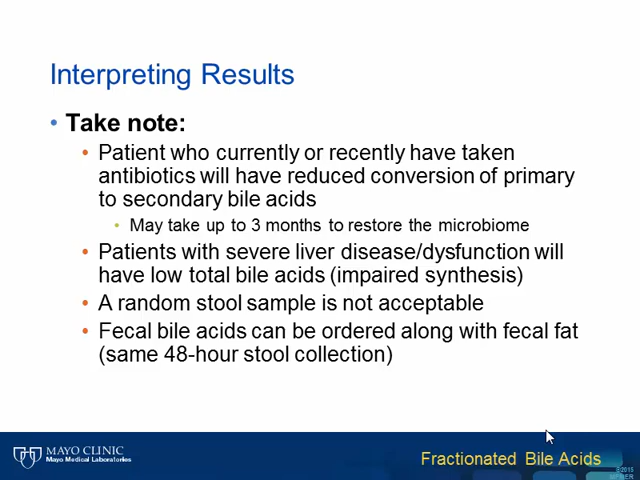 Interpreting Results
• Take note:
• Patient who currently or recently have taken
antibiotics will have reduced conversion of primary
to secondary bile acids
• May take up to 3 months to restore the microbiome
• Patients with severe liver disease/dysfunction will
have low total bile acids (impaired synthesis)
• A random stool sample is not acceptable
• Fecal bile acids can be ordered along with fecal fat
(same 48-hour stool collection)
MAYO CLINIC
Mayo Medical Laboratories
Fractionated Bile Acids